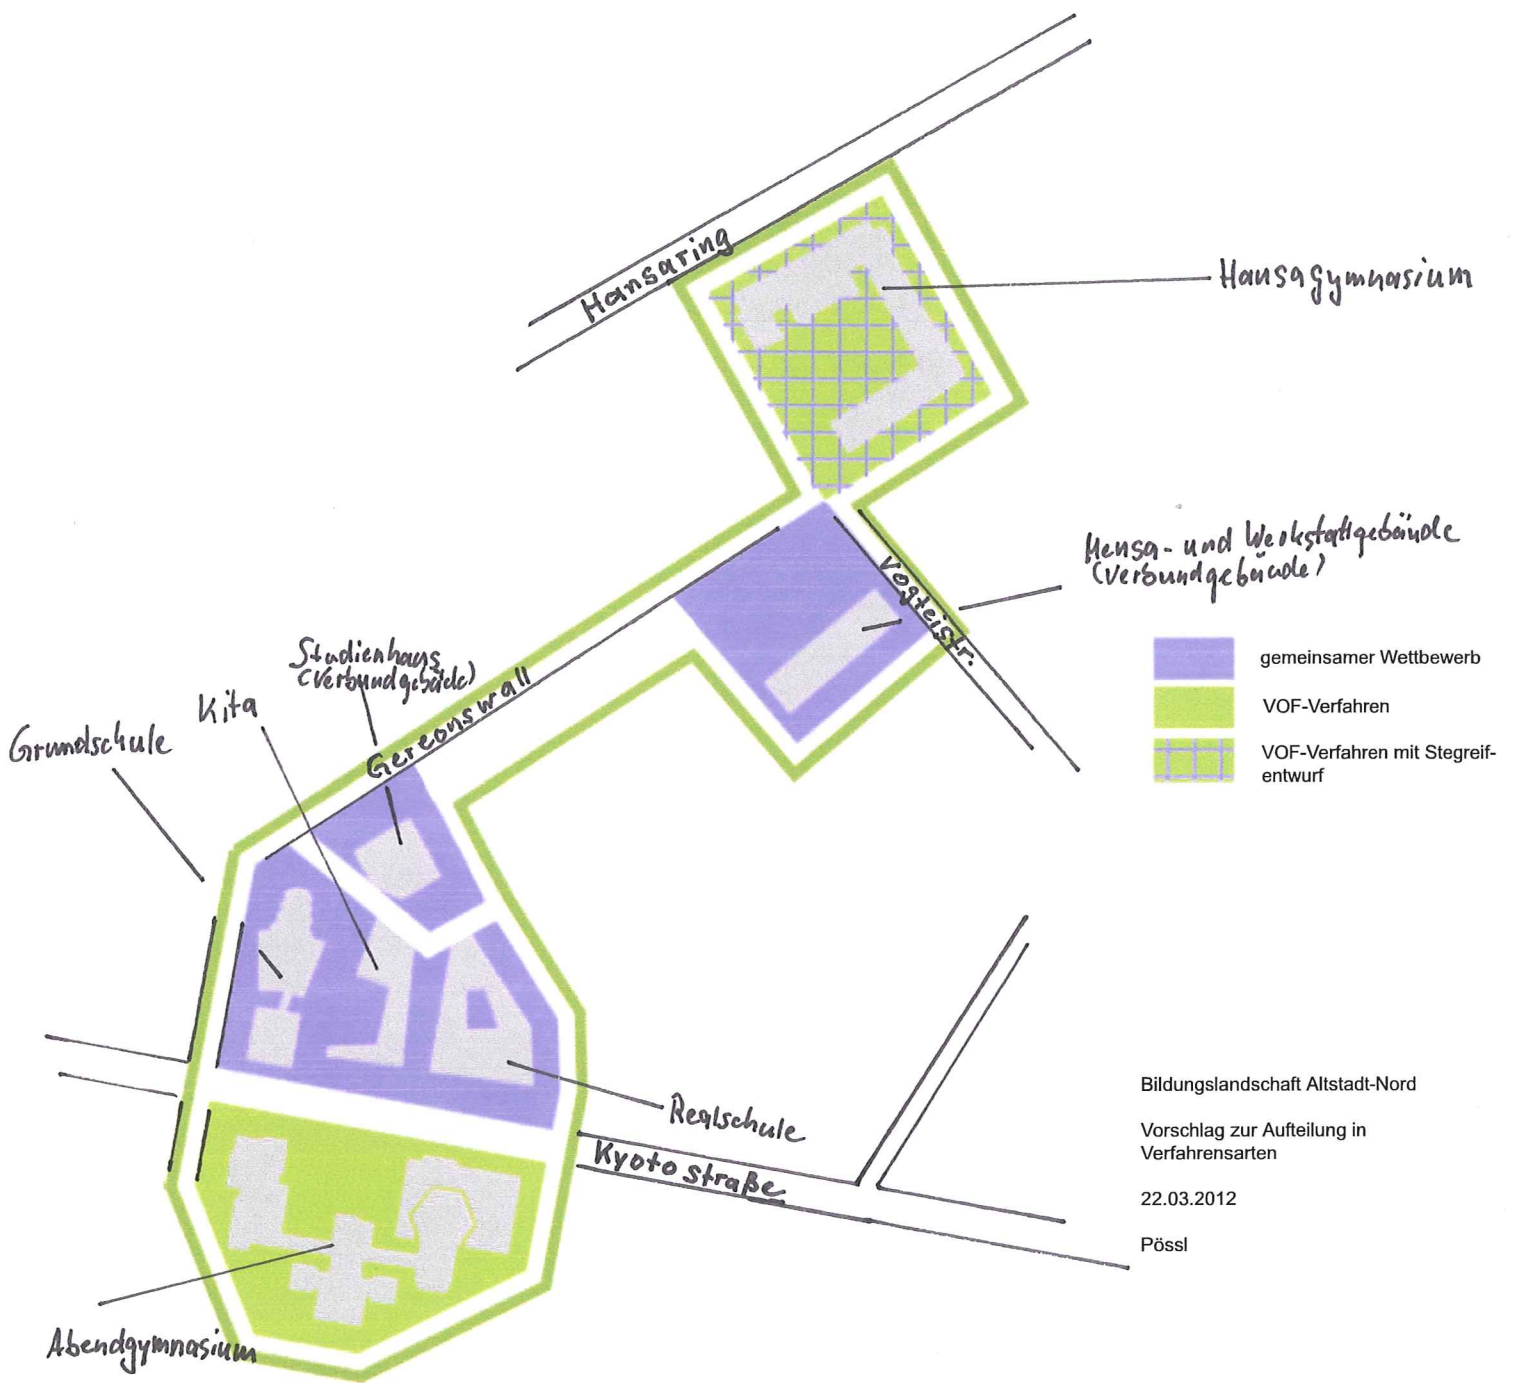 Hansaring
Hansagymnasium
Mensa- und Werkstattgebäude
(Verbundgebäude)
Vogteistr.
Studienhaus
(Verbundgebäude)
Kita
Grundschule
Gereonswall
gemeinsamer Wettbewerb
VOF-Verfahren
VOF-Verfahren mit Stegreif-
entwurf
Realschule
Kyoto straße
Abendgymnasium
Bildungslandschaft Altstadt-Nord
Vorschlag zur Aufteilung in
Verfahrensarten
22.03.2012
Pössl